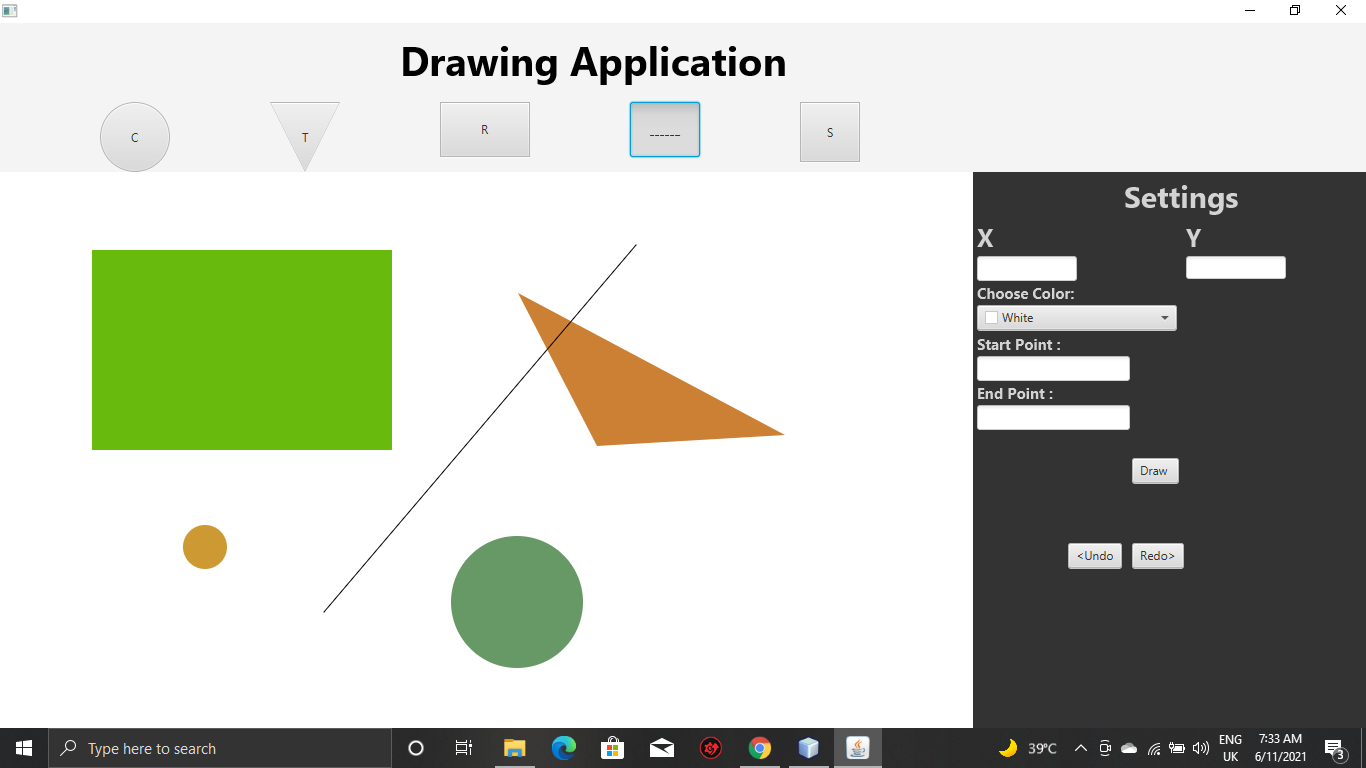 Drawing Application
C
T
R
------
S
Settings
X Y
Choose Color:
White
Start Point :
End Point :
Draw
<Undo Redo>
Type here to search
39°C
ENG
UK
7:33 AM
6/11/2021
3